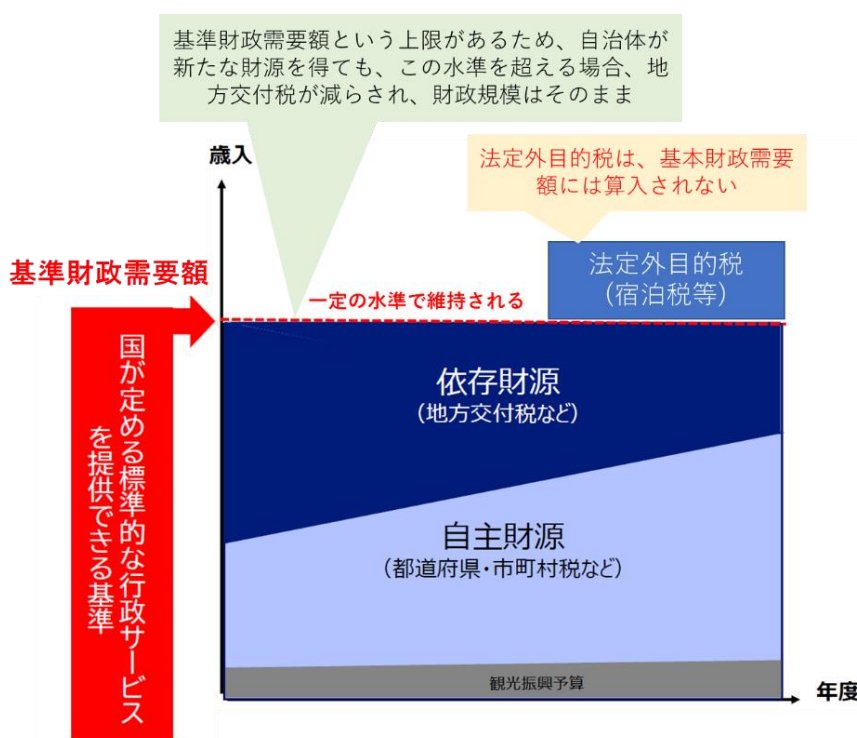 基準財政需要額という上限があるため、自治体が
新たな財源を得ても、この水準を超える場合、地
方交付税が減らされ、財政規模はそのまま
歳入
法定外目的税は、基本財政需要
額には算入されない
基準財政需要額
法定外目的税
(宿泊税等)
一定の水準で維持される
国が定める標準的な行政サービス
を提供できる基準
依存財源
(地方交付税など)
自主財源
(都道府県・市町村税など)
観光振興予算
年度